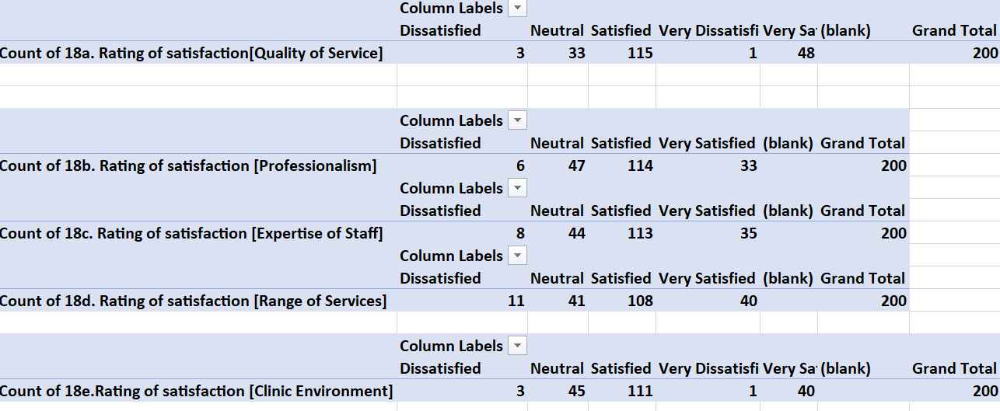 Column Labels
Dissatisfied Neutral Satisfied Very Dissatisfi Very Sa (blank) Grand Total
Count of 18a. Rating of satisfaction[Quality of Service] 3 33 115 1 48 200
Column Labels
Dissatisfied Neutral Satisfied Very Satisfied (blank) Grand Total
Count of 18b. Rating of satisfaction [Professionalism] 6 47 114 33 200
Column Labels
Dissatisfied Neutral Satisfied Very Satisfied (blank) Grand Total
Count of 18c. Rating of satisfaction [Expertise of Staff] 8 44 113 35 200
Column Labels
Dissatisfied Neutral Satisfied Very Satisfied (blank) Grand Total
Count of 18d. Rating of satisfaction [Range of Services] 11 41 108 40 200
Column Labels
Dissatisfied Neutral Satisfied Very Dissatisfi Very Sa (blank) Grand Total
Count of 18e.Rating of satisfaction [Clinic Environment] 3 45 111 1 40 200